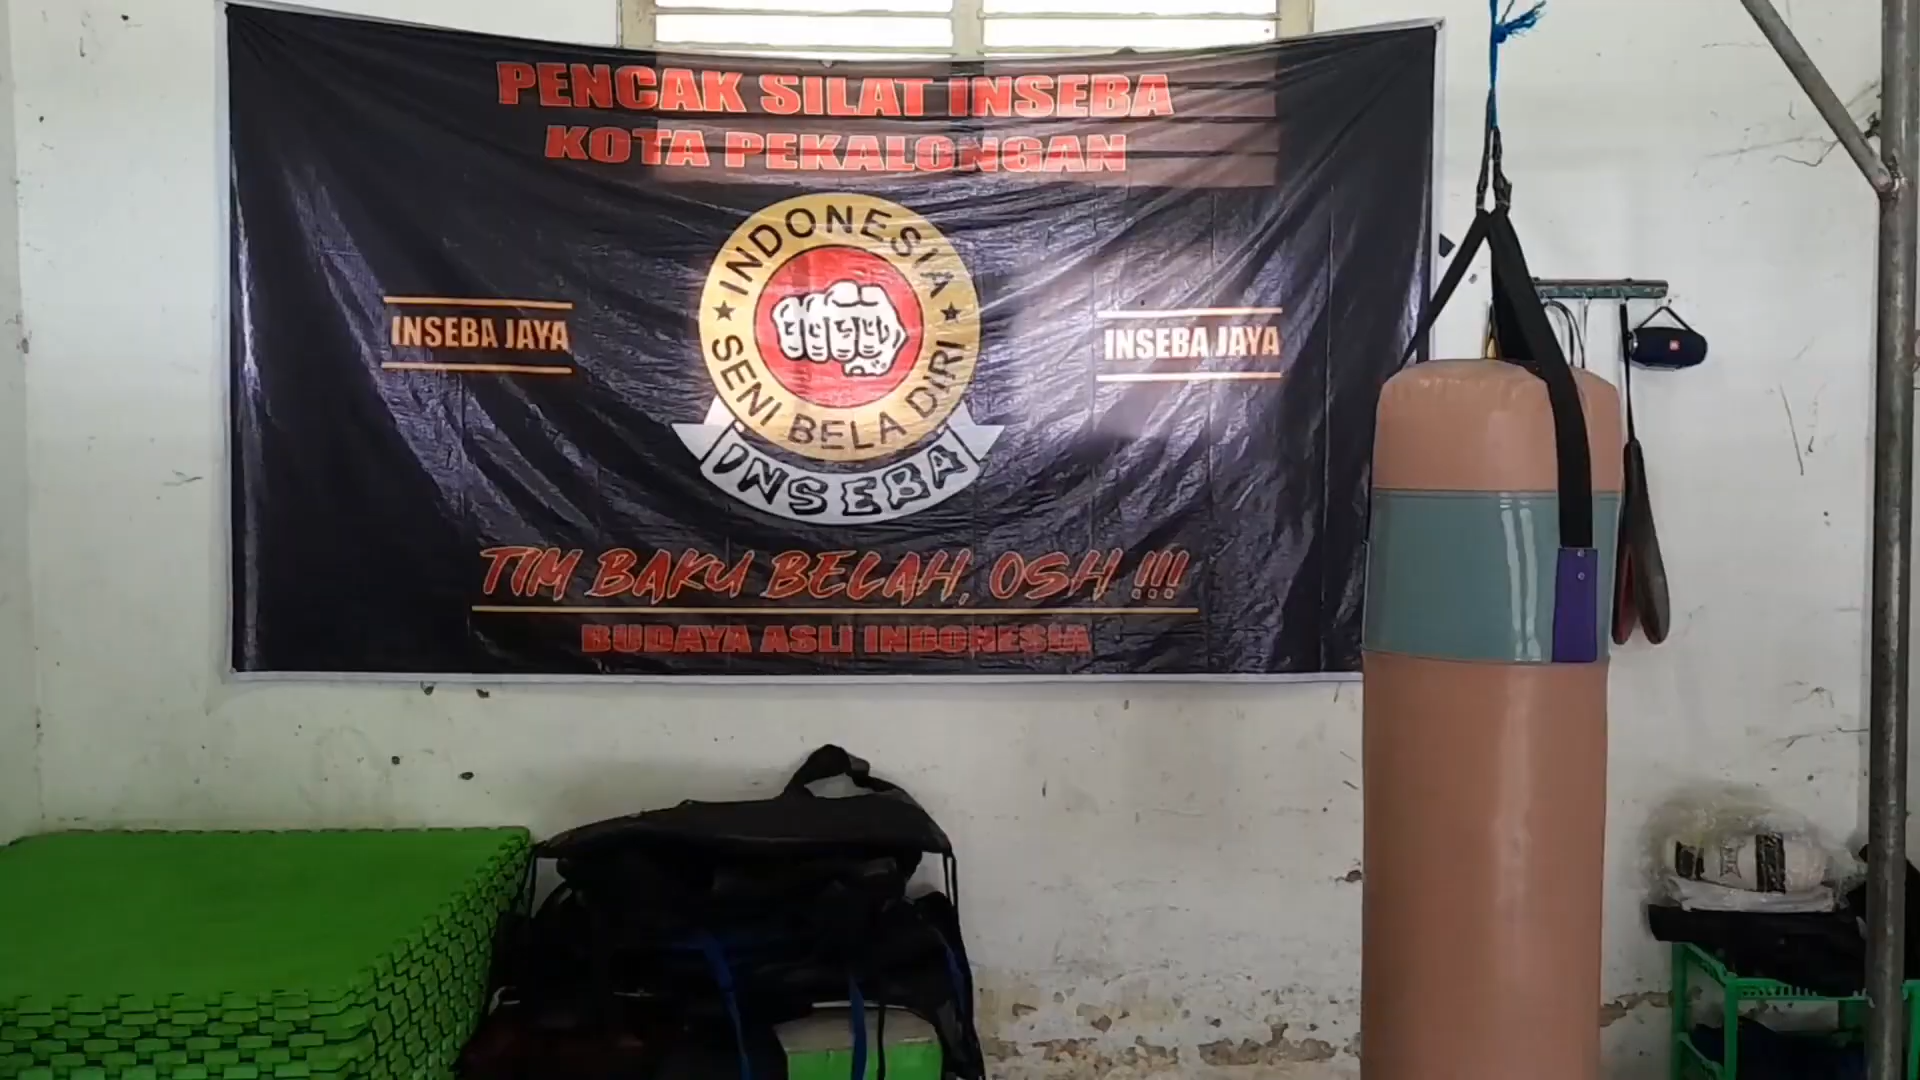 PENCAK SILAT INSEBA
KOTA PEKALONGAN
INDONESIA
SENI BELA DIRI
INSEBA
INSEBA JAYA
INSEBA JAYA
TIM BAKU BELAH, OSH !!!
BUDAYA ASLI INDONESIA